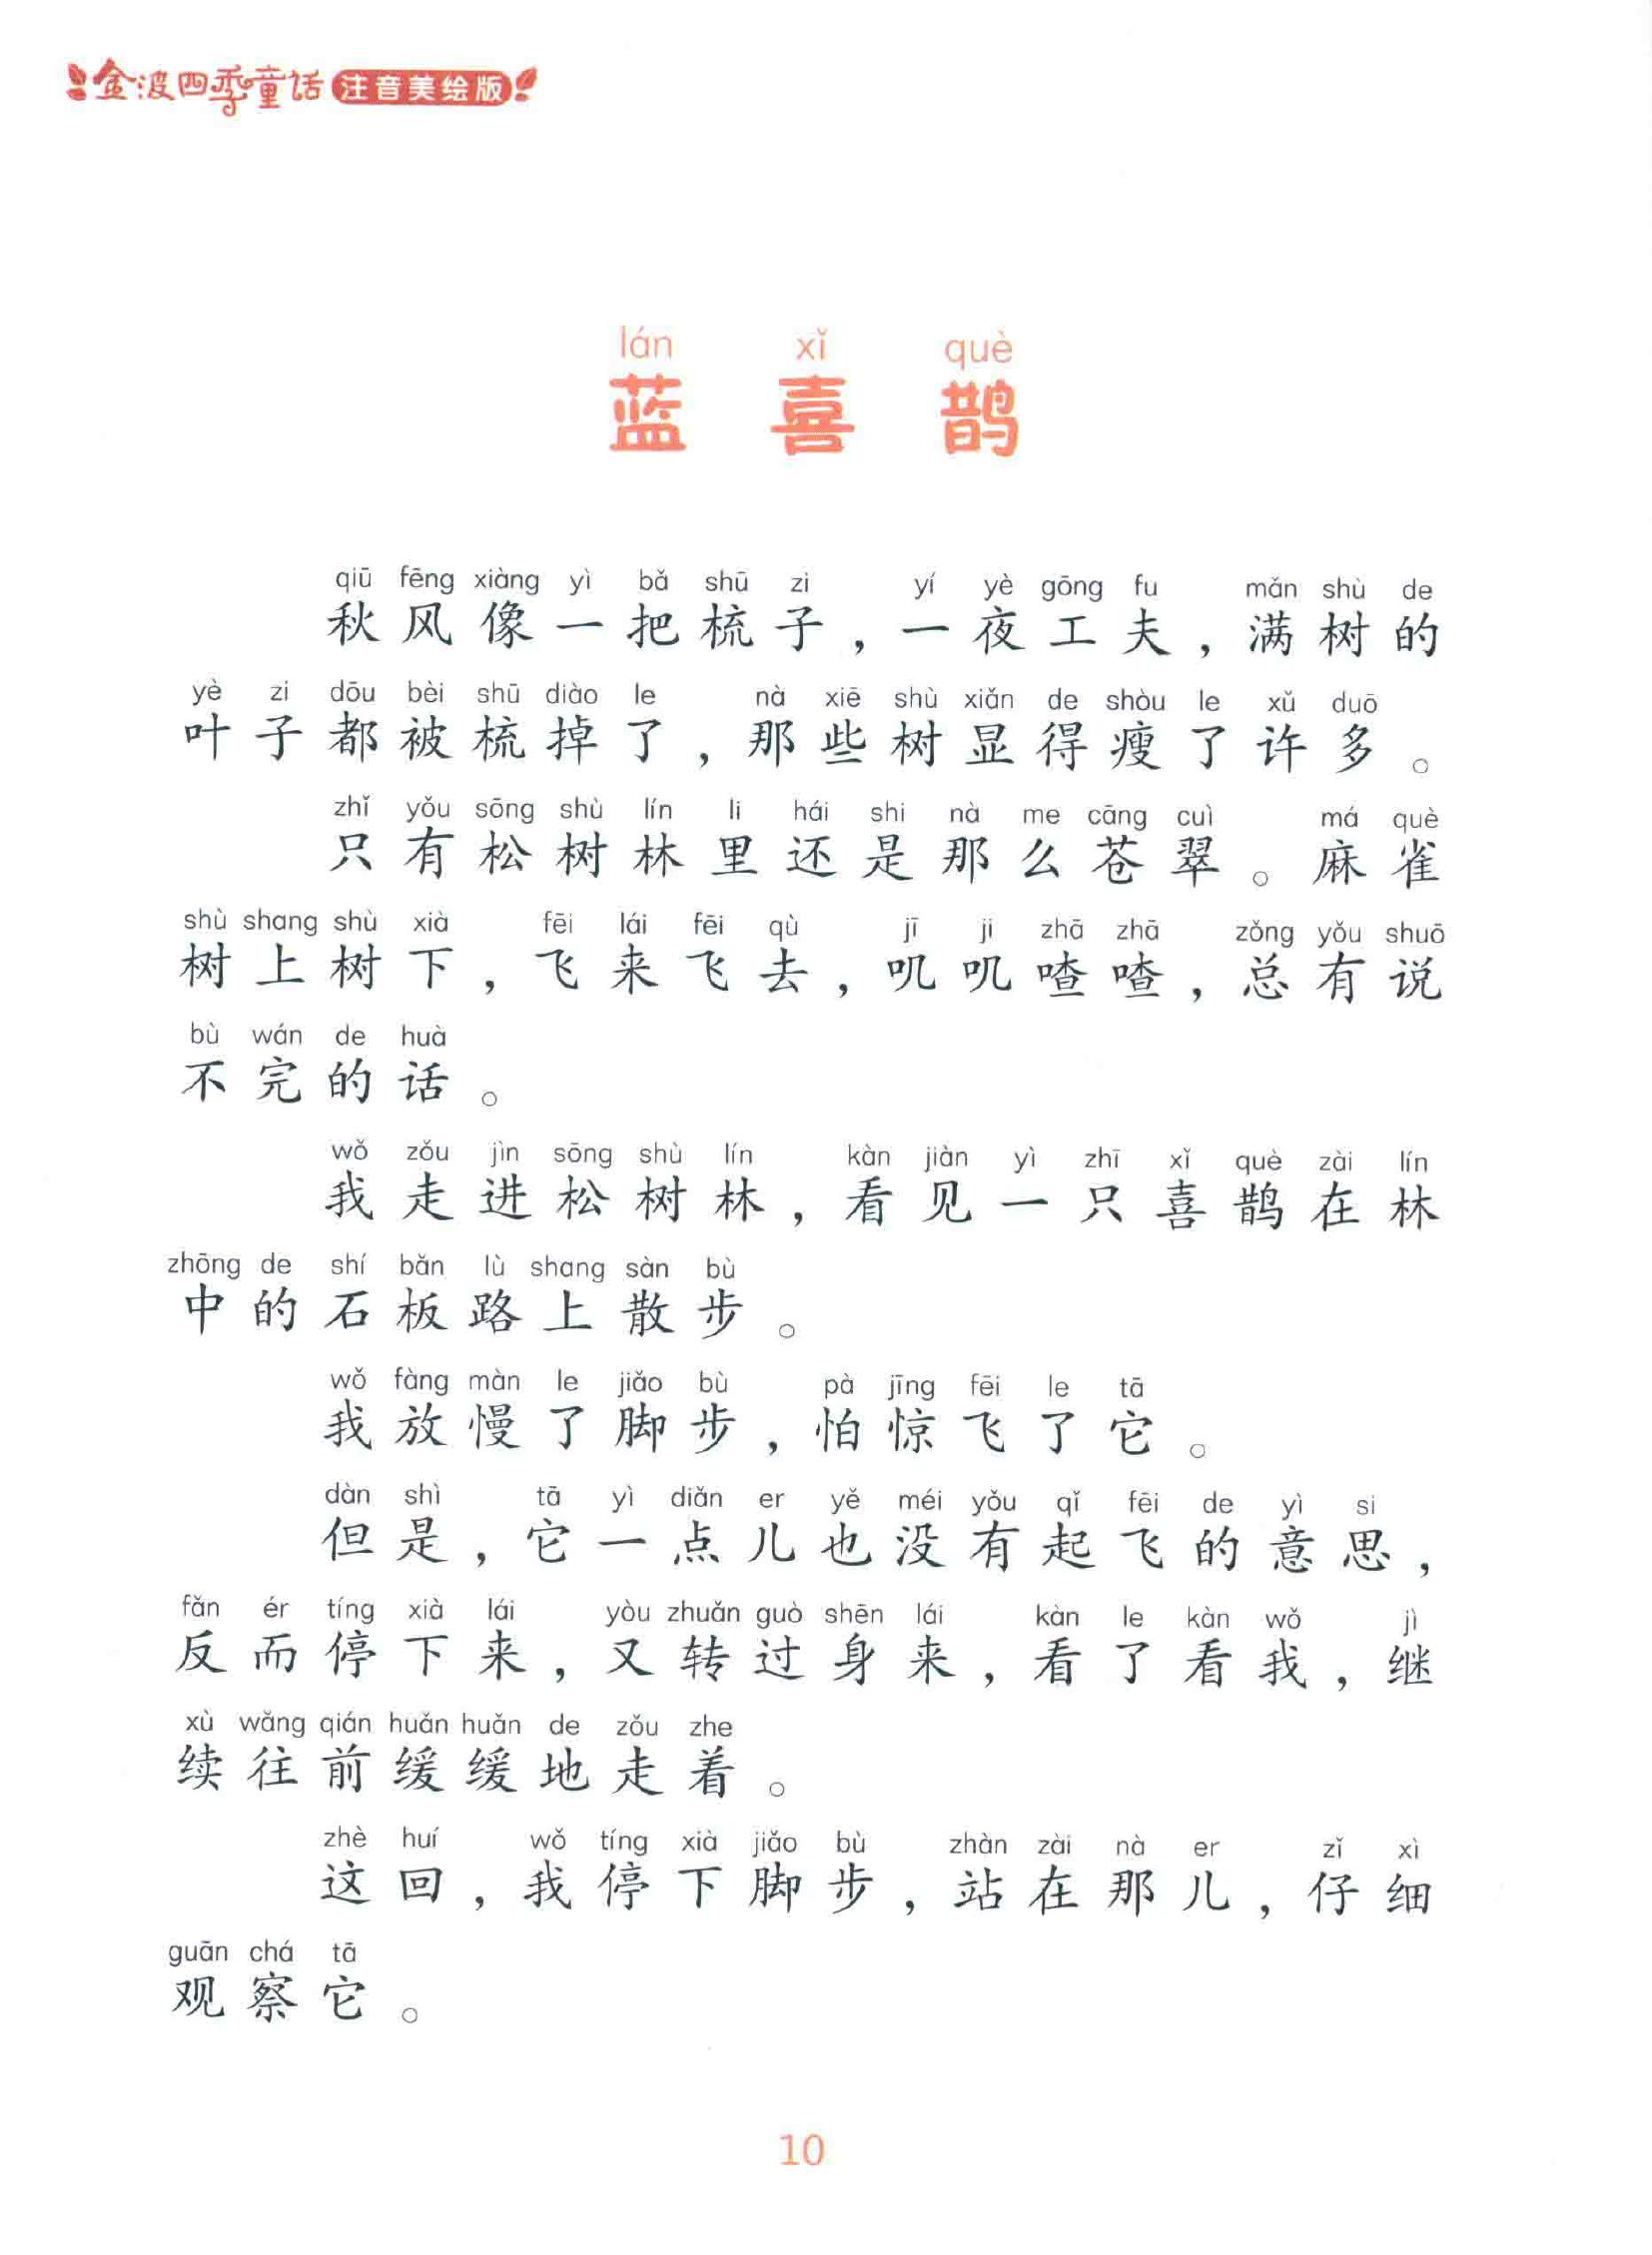 金波四季童话 注音美绘版
lán xǐ què
蓝喜鹊
qiū fēng xiàng yì bǎ shū zi yí yè gōng fu mǎn shù de
秋风像一把梳子，一夜工夫，满树的
yè zi dōu bèi shū diào le nà xiē shù xiǎn de shòu le xǔ duō
叶子都被梳掉了，那些树显得瘦了许多。
zhǐ yǒu sōng shù lín li hái shi nà me cāng cuì má què
只有松树林里还是那么苍翠。麻雀
shù shang shù xià fēi lái fēi qù jī ji zhā zhā zǒng yǒu shuō
树上树下，飞来飞去，叽叽喳喳，总有说
bù wán de huà
不完的话。
wǒ zǒu jìn sōng shù lín kàn jiàn yì zhī xǐ què zài lín
我走进松树林，看见一只喜鹊在林
zhōng de shí bǎn lù shang sàn bù
中的石板路上散步。
wǒ fàng màn le jiǎo bù pà jīng fēi le tā
我放慢了脚步，怕惊飞了它。
dàn shì tā yì diǎn er yě méi yǒu qǐ fēi de yì si
但是，它一点儿也没有起飞的意思，
fǎn ér tíng xià lái yòu zhuǎn guò shēn lái kàn le kàn wǒ jì
反而停下来，又转过身来，看了看我，继
xù wǎng qián huǎn huǎn de zǒu zhe
续往前缓缓地走着。
zhè huí wǒ tíng xià jiǎo bù zhàn zài nà er zǐ xì
这回，我停下脚步，站在那儿，仔细
guān chá tā
观察它。
10